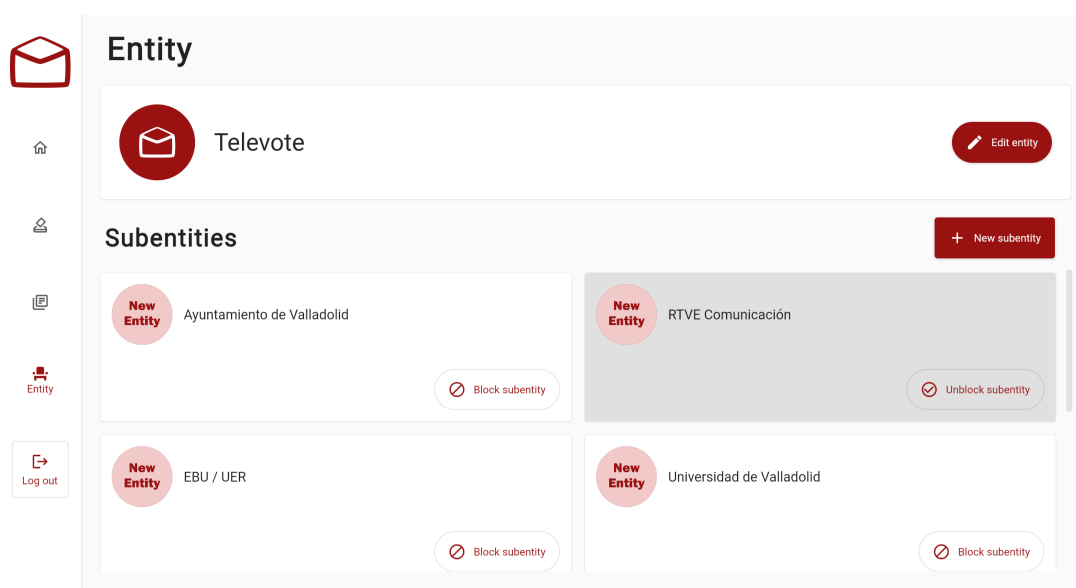 Entity
Televote
Edit entity
Subentities
New subentity
New
Entity
Ayuntamiento de Valladolid
Block subentity
New
Entity
RTVE Comunicación
Unblock subentity
New
Entity
EBU / UER
Block subentity
New
Entity
Universidad de Valladolid
Block subentity
Entity
Log out